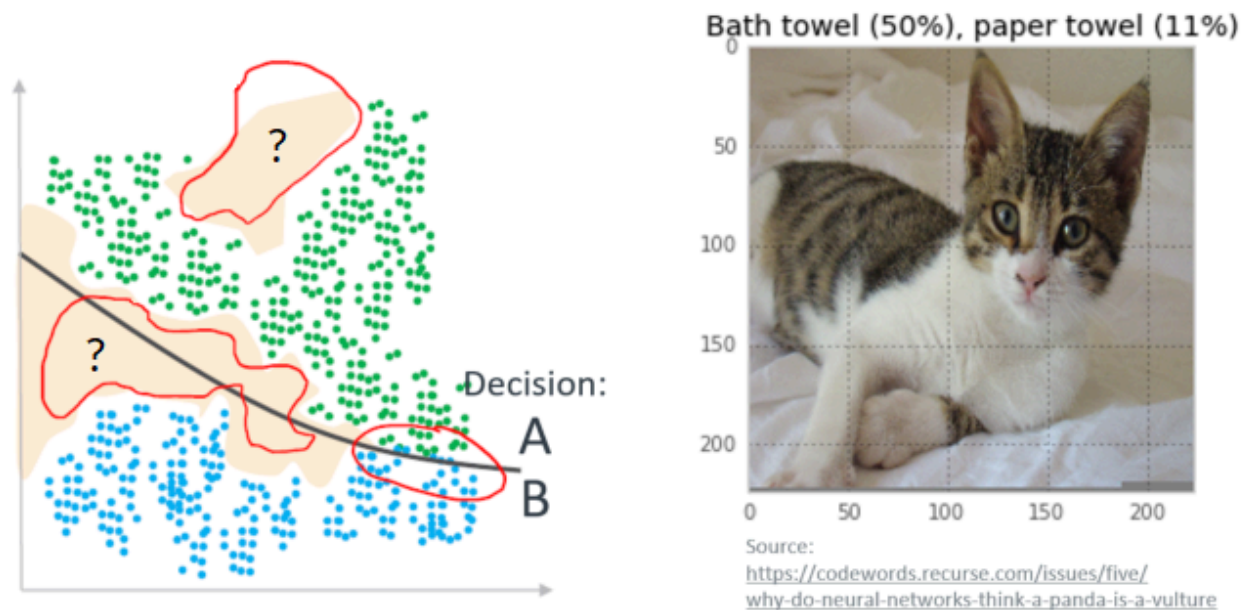 ?
?
Decision:
A
B
Bath towel (50%), paper towel (11%)
0
50
100
150
200
0
50
100
150
200
Source:
https://codewords.recurse.com/issues/five/
why-do-neural-networks-think-a-panda-is-a-vulture